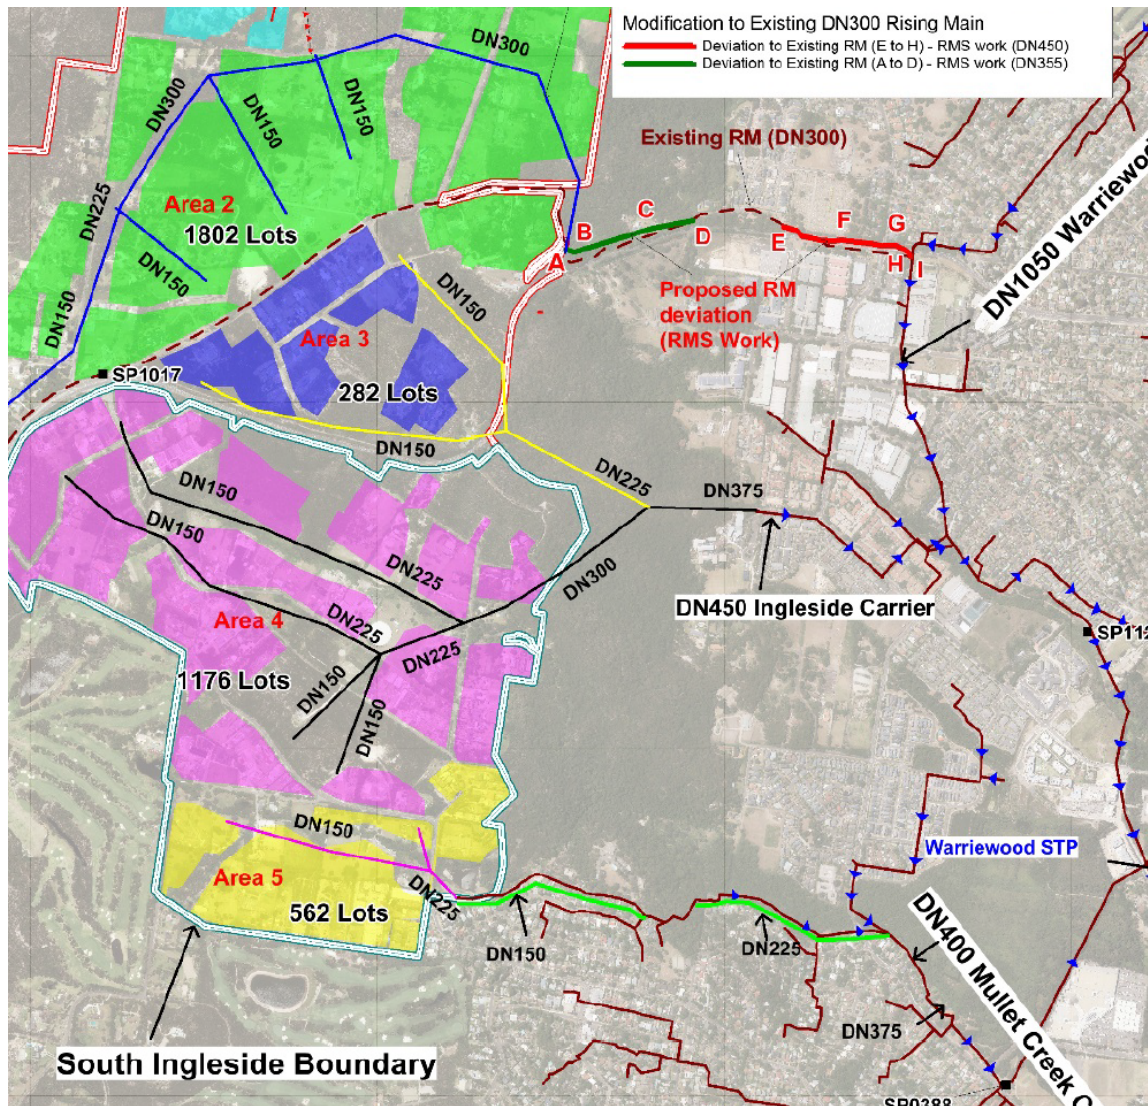 Modification to Existing DN300 Rising Main
Deviation to Existing RM (E to H) - RMS work (DN450)
Deviation to Existing RM (A to D) - RMS work (DN355)
DN300
DN300
DN150
DN150
Existing RM (DN300)
DN225
Area 2
1802 Lots
B
C
D
A
E
F
G
H
I
DN150
DN150
DN150
Proposed RM
deviation
(RMS Work)
DN1050 Warriewoo
Area 3
282 Lots
SP1017
DN150
DN225
DN375
DN150
DN150
DN225
DN300
DN450 Ingleside Carrier
Area 4
DN225
DN225
SP112
1176 Lots
DN150
DN150
DN150
Warriewood STP
Area 5
562 Lots
DN225
DN150
DN225
DN400 Mullet Creek C
DN375
South Ingleside Boundary
SP0388